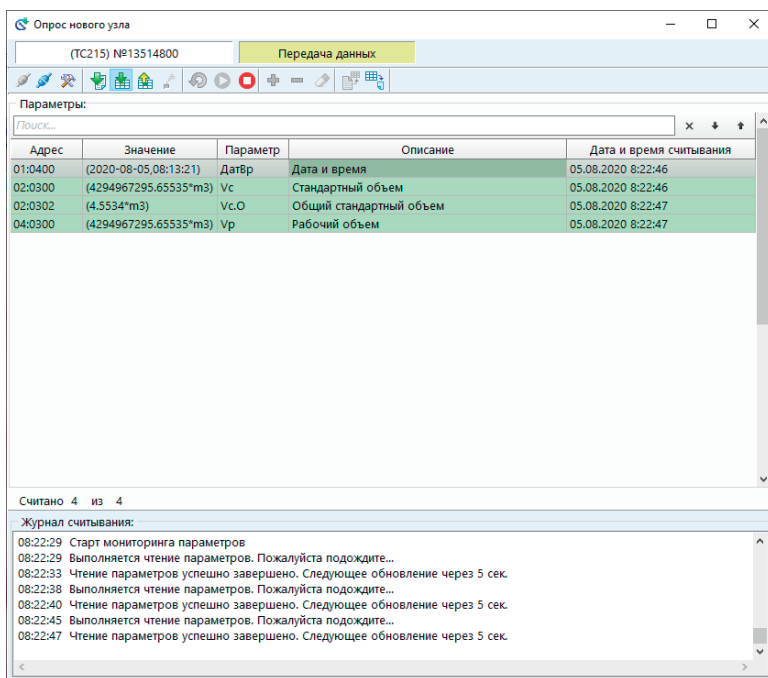 Опрос нового узла
(ТС215) №13514800 Передача данных
Параметры:
Поиск...
Адрес Значение Параметр Описание Дата и время считывания
01:0400 (2020-08-05,08:13:21) ДатВр Дата и время 05.08.2020 8:22:46
02:0300 (4294967295.65535*m3) Vc Стандартный объем 05.08.2020 8:22:46
02:0302 (4.5534*m3) Vc.O Общий стандартный объем 05.08.2020 8:22:47
04:0300 (4294967295.65535*m3) Vp Рабочий объем 05.08.2020 8:22:47
Считано 4 из 4
Журнал считывания:
08:22:29 Старт мониторинга параметров
08:22:29 Выполняется чтение параметров. Пожалуйста подождите...
08:22:33 Чтение параметров успешно завершено. Следующее обновление через 5 сек.
08:22:38 Выполняется чтение параметров. Пожалуйста подождите...
08:22:40 Чтение параметров успешно завершено. Следующее обновление через 5 сек.
08:22:45 Выполняется чтение параметров. Пожалуйста подождите...
08:22:47 Чтение параметров успешно завершено. Следующее обновление через 5 сек.